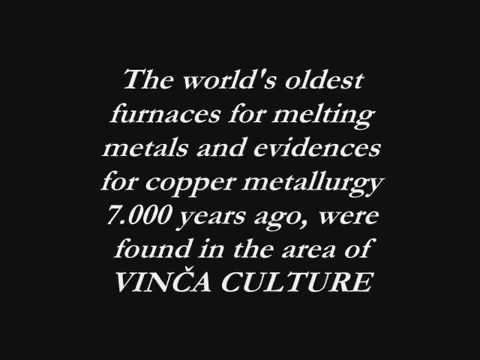 The world's oldest
furnaces for melting
metals and evidences
for copper metallurgy
7.000 years ago, were
found in the area of
VINČA CULTURE